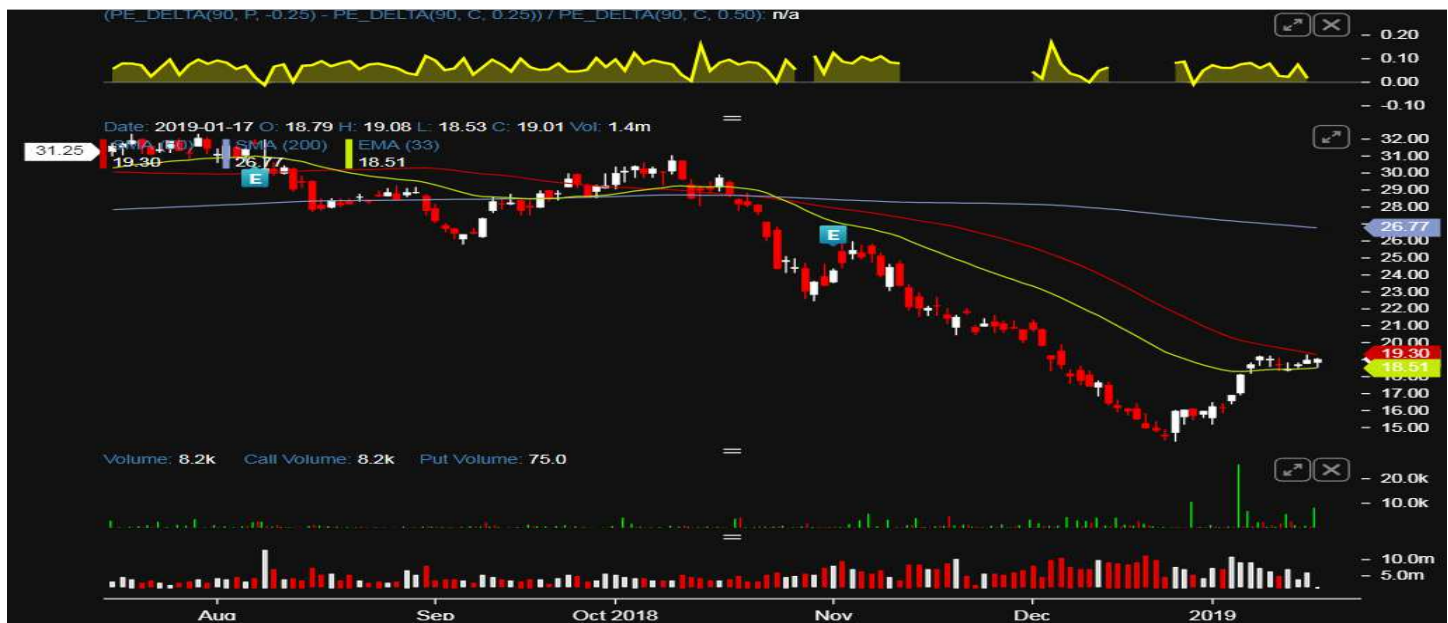 (PE_DELTA(90, P, -0.25) - PE_DELTA(90, C, 0.25)) / PE_DELTA(90, C, 0.50): n/a
0.20
0.10
0.00
-0.10
Date: 2019-01-17 O: 18.79 H: 19.08 L: 18.53 C: 19.01 Vol: 1.4m
SMA (200) EMA (33)
19.30 26.77 18.51
31.25
E
E
32.00
31.00
30.00
29.00
28.00
26.77
26.00
25.00
24.00
23.00
22.00
21.00
20.00
19.30
18.51
17.00
16.00
15.00
Volume: 8.2k Call Volume: 8.2k Put Volume: 75.0
20.0k
10.0k
10.0m
5.0m
Aug Sep Oct 2018 Nov Dec 2019